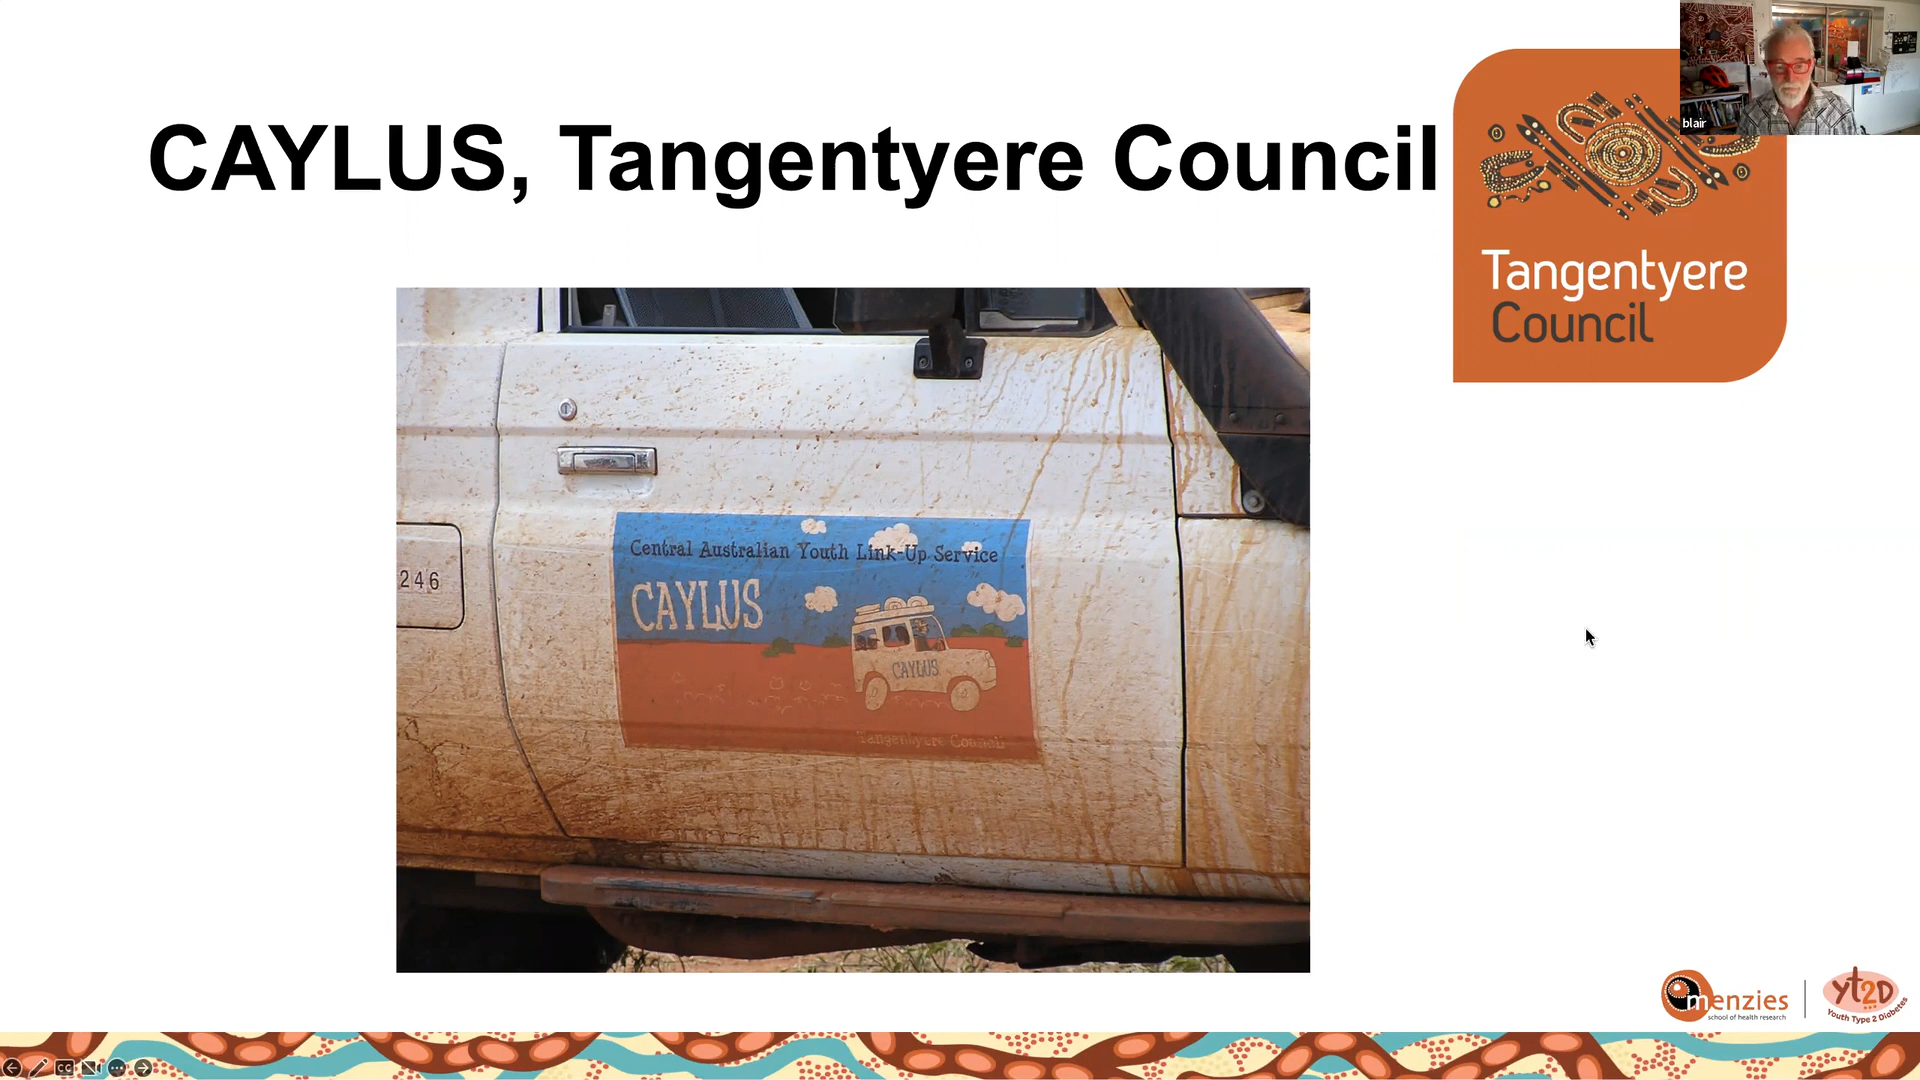 blair
CAYLUS, Tangentyere Council
Tangentyere
Council
246
Central Australian Youth Link-Up Service
CAYLUS
CAYLUS
Tangentyere Council
menzies
school of health research
yt2D
Youth Type 2 Diabetes
CC